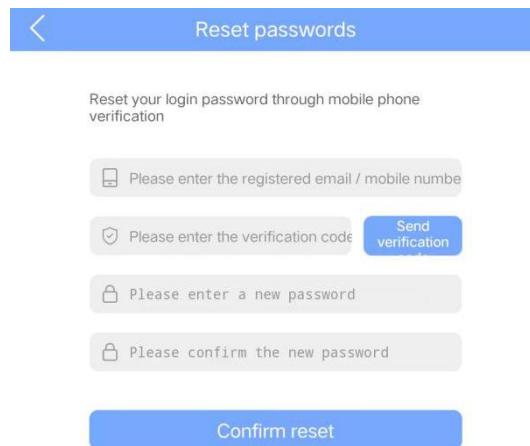 Reset passwords
Reset your login password through mobile phone
verification
Please enter the registered email / mobile numbe
Please enter the verification code
Send
verification
Please enter a new password
Please confirm the new password
Confirm reset